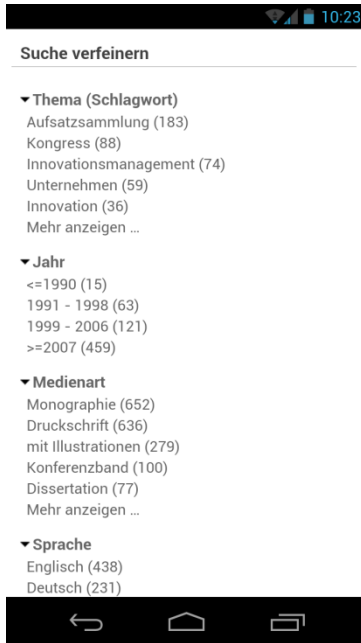 10:23
Suche verfeinern
Thema (Schlagwort)
Aufsatzsammlung (183)
Kongress (88)
Innovationsmanagement (74)
Unternehmen (59)
Innovation (36)
Mehr anzeigen ...
Jahr
<=1990 (15)
1991 - 1998 (63)
1999 - 2006 (121)
>=2007 (459)
Medienart
Monographie (652)
Druckschrift (636)
mit Illustrationen (279)
Konferenzband (100)
Dissertation (77)
Mehr anzeigen ...
Sprache
Englisch (438)
Deutsch (231)